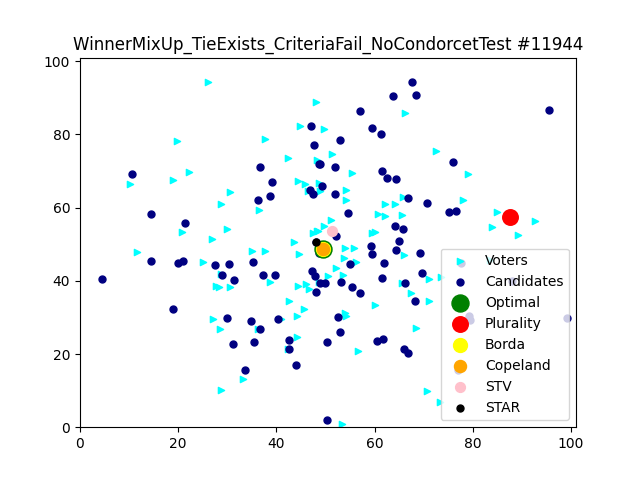 WinnerMixUp_TieExists_CriteriaFail_NoCondorcetTest #11944
100
80
60
40
20
0
0 20 40 60 80 100
Voters
Candidates
Optimal
Plurality
Borda
Copeland
STV
STAR